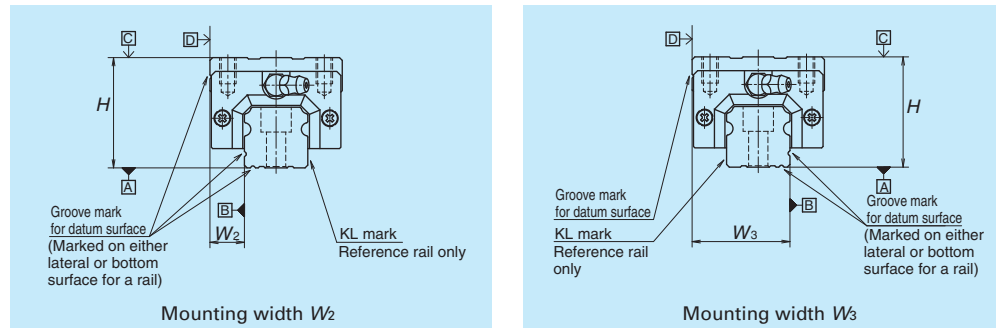 C
D
H
A
Groove mark
for datum surface
(Marked on either
lateral or bottom
surface for a rail)
B
W2
KL mark
Reference rail only
Mounting width W2
D
C
H
A
Groove mark
for datum surface
KL mark
Reference rail
only
W3
B
Groove mark
for datum surface
(Marked on either
lateral or bottom
surface for a rail)
Mounting width W3